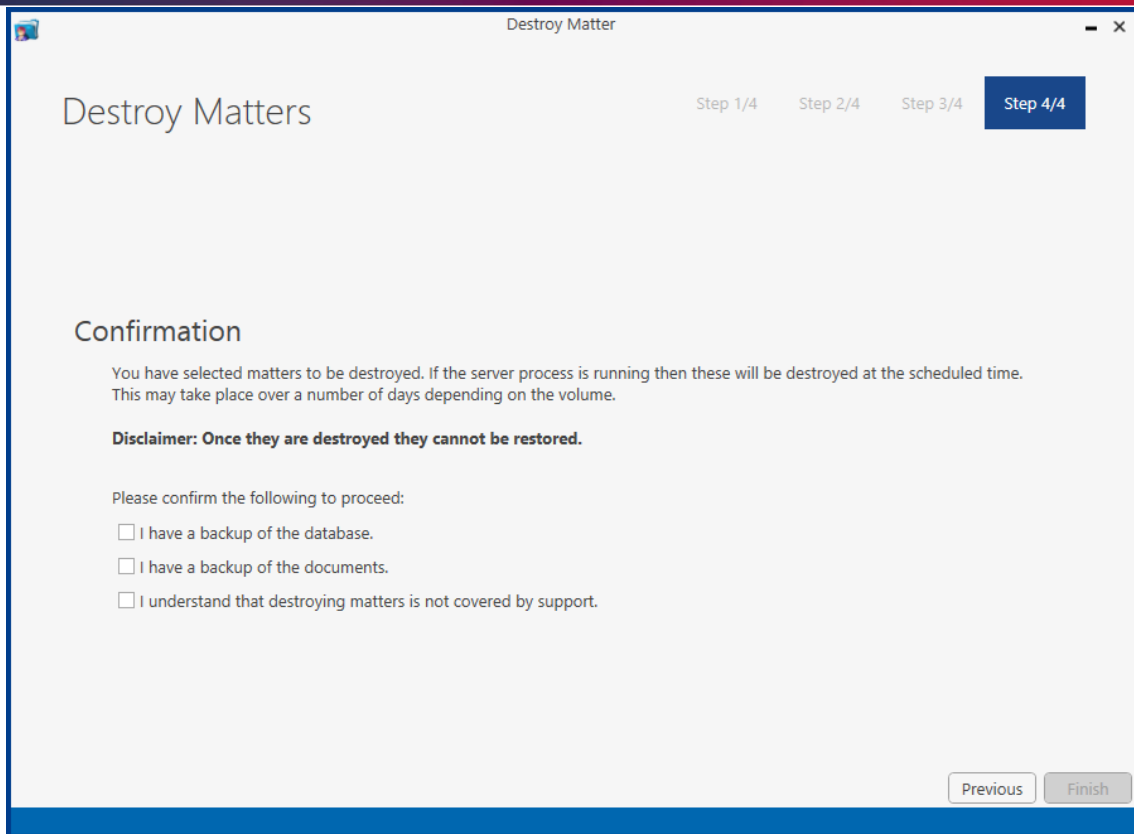 Destroy Matter
Destroy Matters
Step 1/4 Step 2/4 Step 3/4 Step 4/4
Confirmation
You have selected matters to be destroyed. If the server process is running then these will be destroyed at the scheduled time.
This may take place over a number of days depending on the volume.
Disclaimer: Once they are destroyed they cannot be restored.
Please confirm the following to proceed:
I have a backup of the database.
I have a backup of the documents.
I understand that destroying matters is not covered by support.
Previous Finish